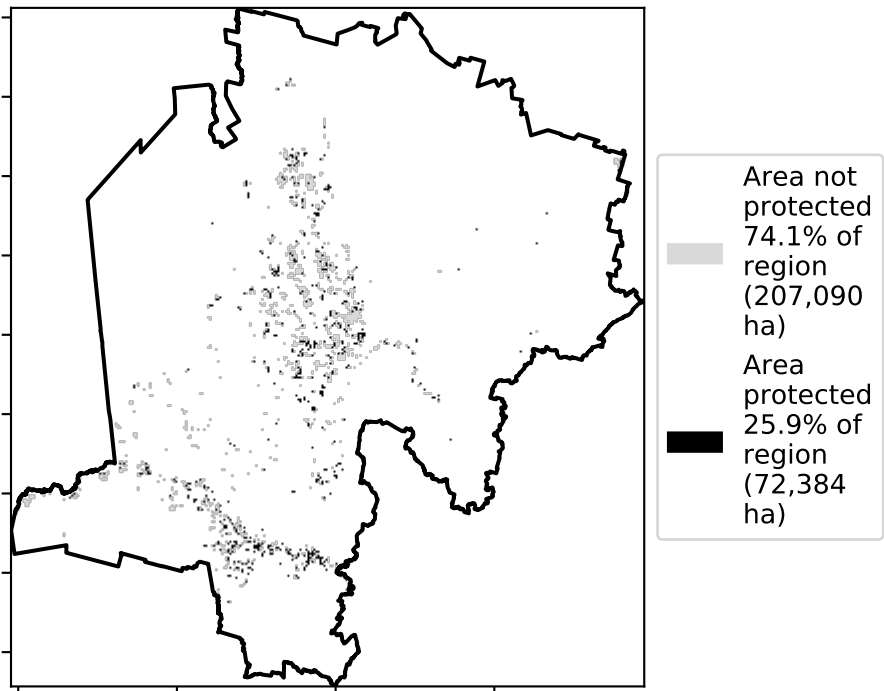 Area not
protected
74.1% of
region
(207,090
ha)
Area
protected
25.9% of
region
(72,384
ha)